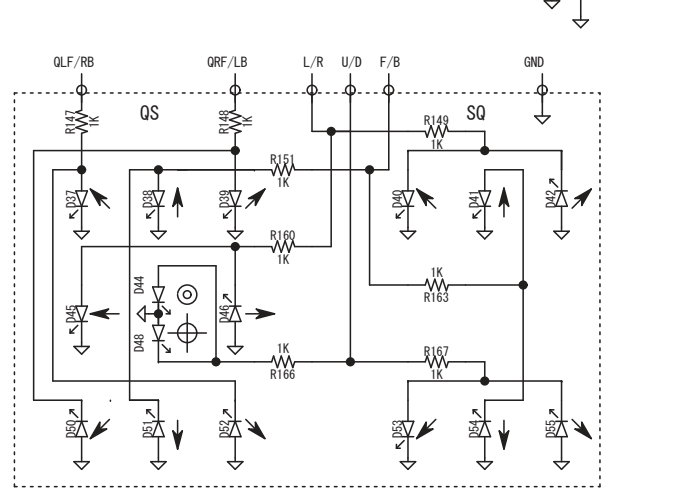 QLF/RB QRF/LB L/R U/D F/B GND
QS SQ
R147 1K
R148 1K
R149
1K
R151
1K
D37
D38
D39
D40
D41
D42
R160
1K
D44
D45
D46
D48
1K
R163
1K
R166
R167
1K
D50
D51
D52
D53
D54
D55